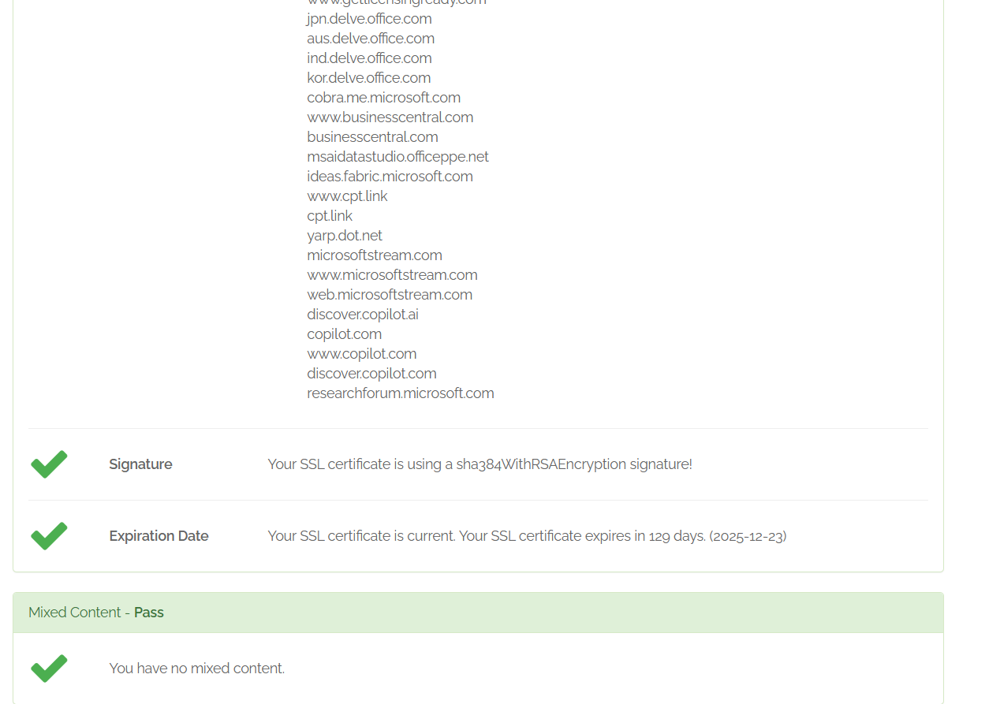 www.getlicensingready.com
jpn.delve.office.com
aus.delve.office.com
ind.delve.office.com
kor.delve.office.com
cobra.me.microsoft.com
www.businesscentral.com
businesscentral.com
msaidatastudio.officeppe.net
ideas.fabric.microsoft.com
www.cpt.link
cpt.link
yarp.dot.net
microsoftstream.com
www.microsoftstream.com
web.microsoftstream.com
discover.copilot.ai
copilot.com
www.copilot.com
discover.copilot.com
researchforum.microsoft.com
Signature Your SSL certificate is using a sha384WithRSAEncryption signature!
Expiration Date Your SSL certificate is current. Your SSL certificate expires in 129 days. (2025-12-23)
Mixed Content - Pass
You have no mixed content.